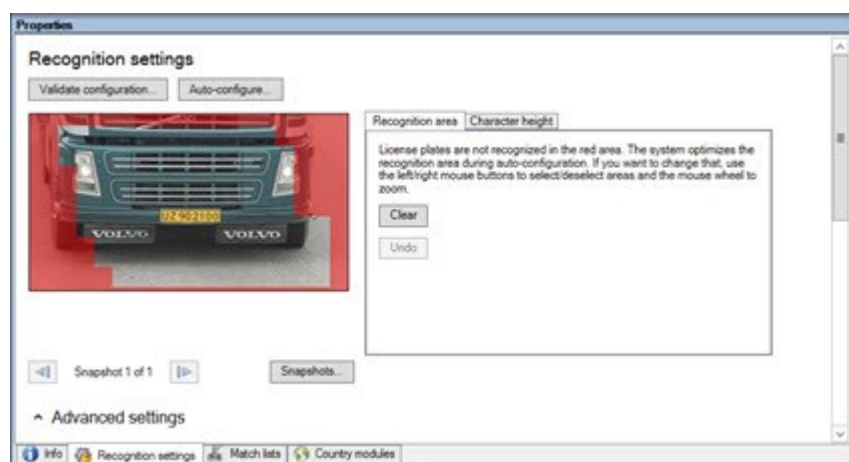 Properties
Recognition settings
Validate configuration... Auto-configure...
Recognition area Character height
License plates are not recognized in the red area. The system optimizes the
recognition area during auto-configuration. If you want to change that, use
the left/right mouse buttons to select/deselect areas and the mouse wheel to
zoom.
Clear
Undo
UZ 90 2100
VOLVO VOLVO
Snapshot 1 of 1 Snapshots...
Advanced settings
Info Recognition settings Match lists Country modules